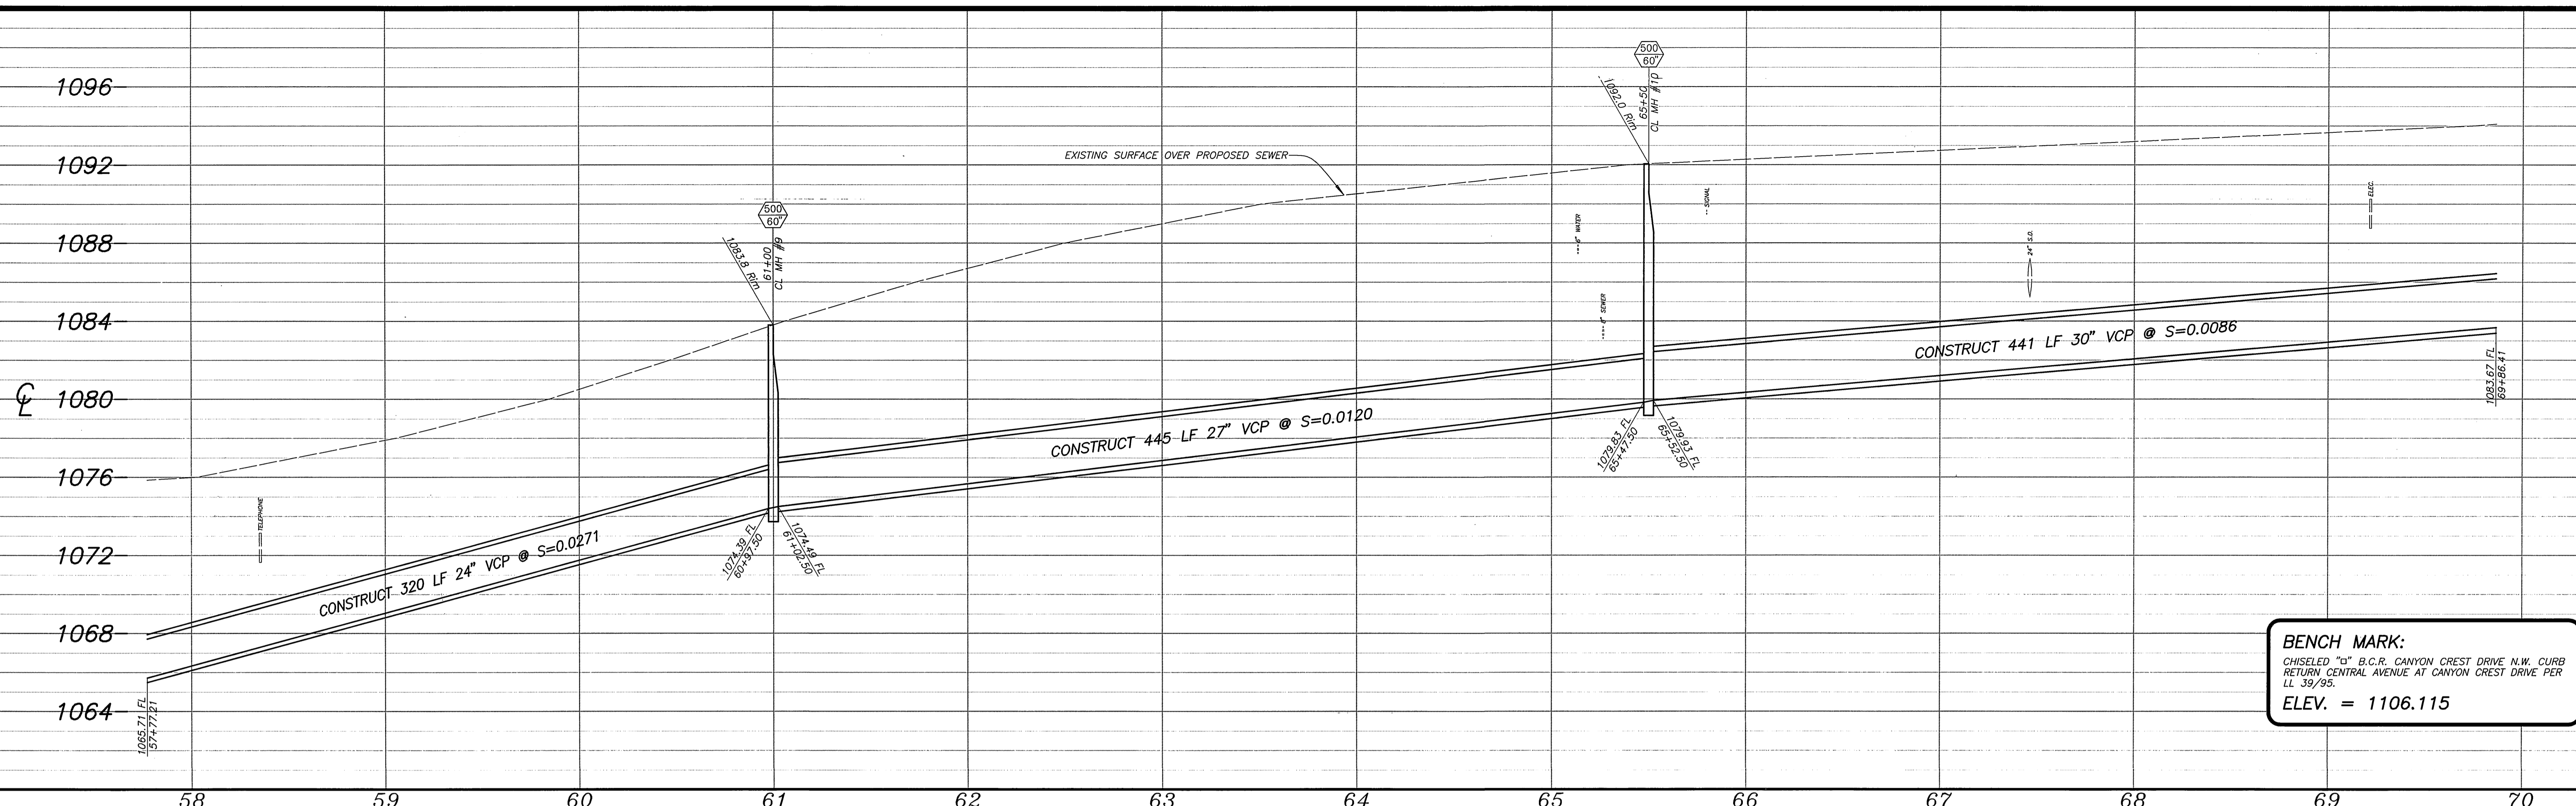 1096
1092
1088
1084
℄ 1080
1076
1072
1068
1064
500
60"
1083.8 Rim
61+00
CL MH #9
500
60"
1092.0 Rim
65+50
CL MH #10
EXISTING SURFACE OVER PROPOSED SEWER
TELEPHONE
6" WATER
8" SEWER
SIGNAL
24" S.D.
ELEC.
CONSTRUCT 320 LF 24" VCP @ S=0.0271
CONSTRUCT 445 LF 27" VCP @ S=0.0120
CONSTRUCT 441 LF 30" VCP @ S=0.0086
1065.71 FL
57+77.21
1074.39 FL
60+97.50
1074.49 FL
61+02.50
1079.83 FL
65+47.50
1079.93 FL
65+52.50
1083.67 FL
69+86.41
BENCH MARK:
CHISELED "□" B.C.R. CANYON CREST DRIVE N.W. CURB
RETURN CENTRAL AVENUE AT CANYON CREST DRIVE PER
LL 39/95.
ELEV. = 1106.115
58 59 60 61 62 63 64 65 66 67 68 69 70